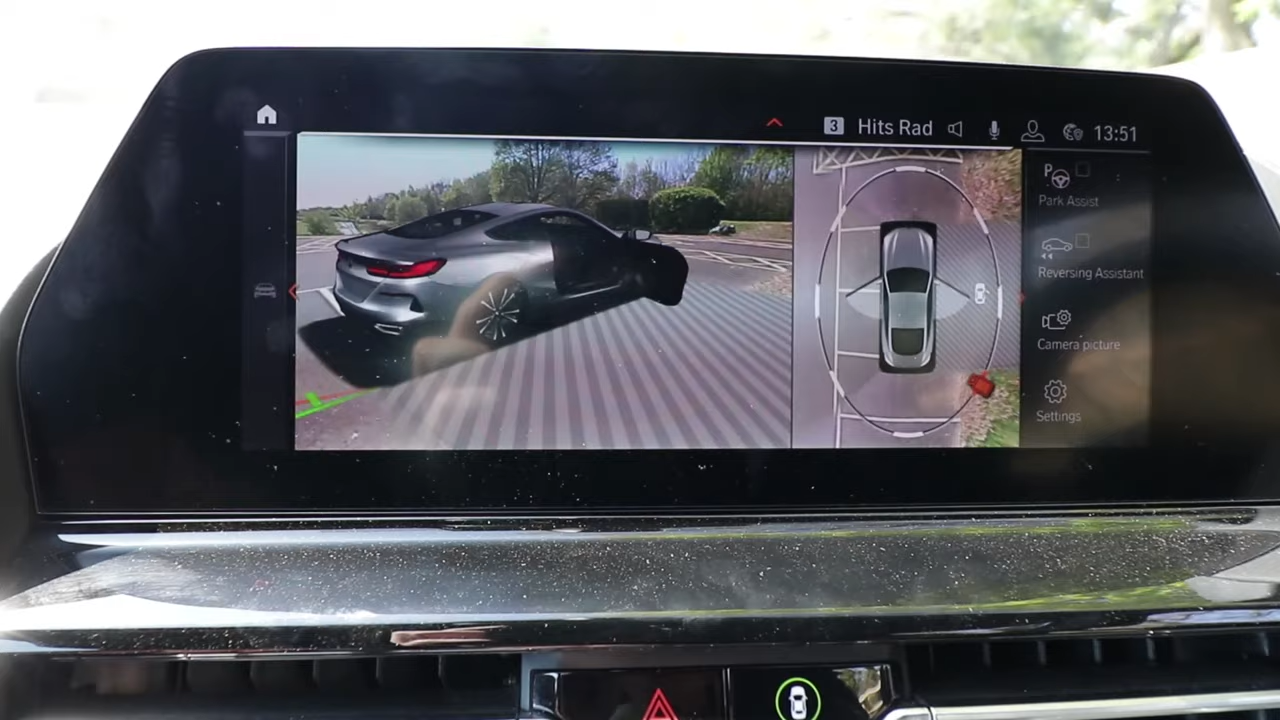 3 Hits Rad 13:51
P
Park Assist
Reversing Assistant
Camera picture
Settings